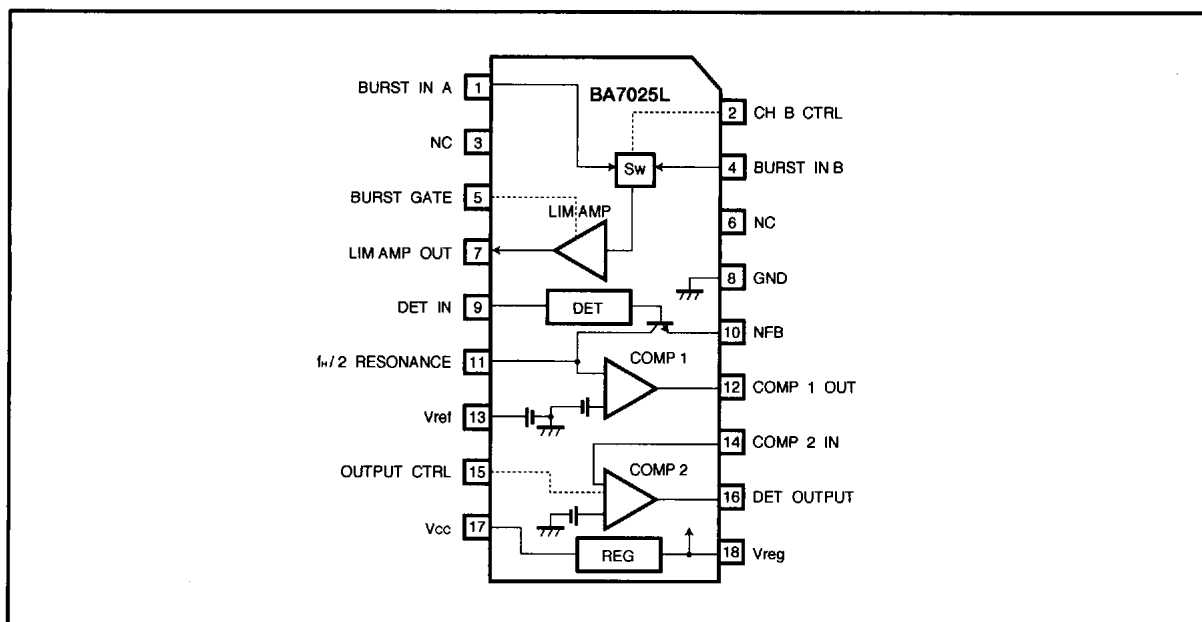 BA7025L
BURST IN A 1
2 CH B CTRL
NC 3
Sw
4 BURST IN B
BURST GATE 5
LIM AMP
6 NC
LIM AMP OUT 7
8 GND
DET IN 9
DET
10 NFB
fH/2 RESONANCE 11
COMP 1
12 COMP 1 OUT
Vref 13
14 COMP 2 IN
OUTPUT CTRL 15
COMP 2
16 DET OUTPUT
Vcc 17
REG
18 Vreg